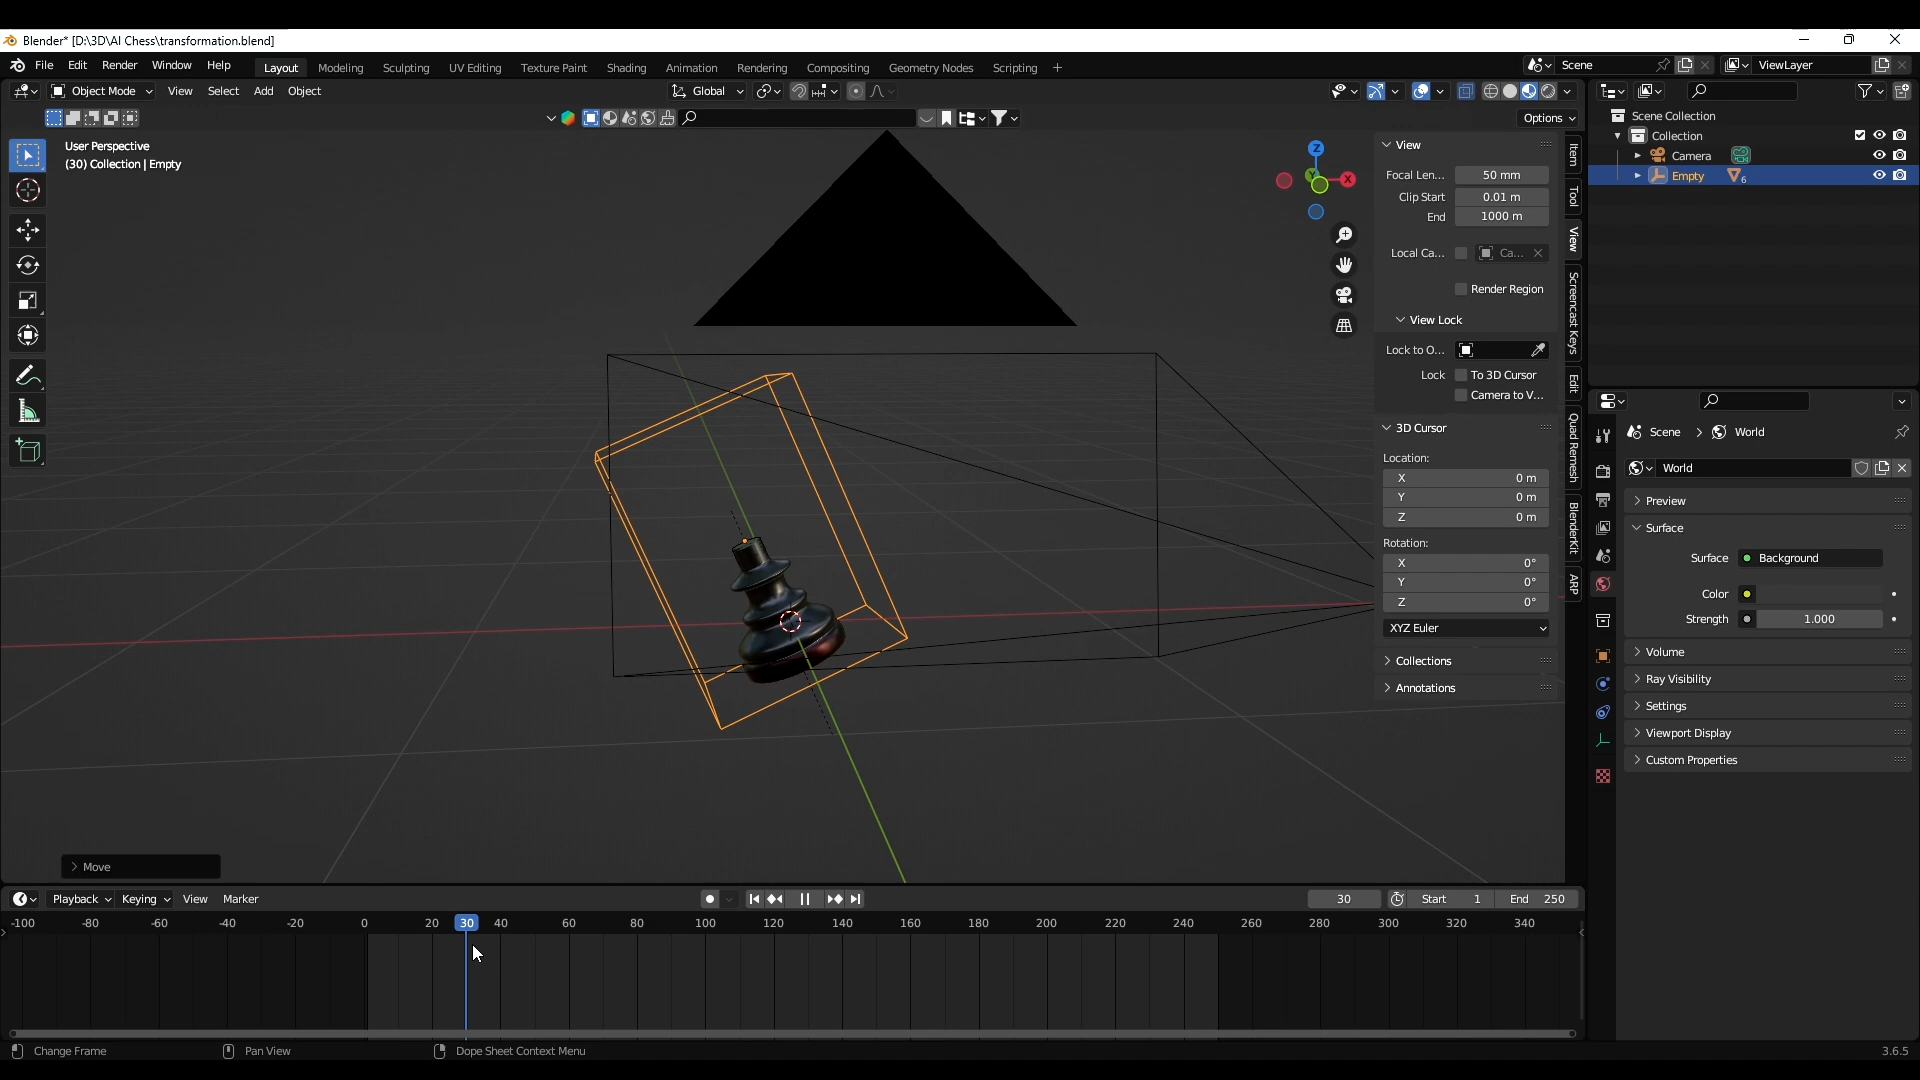 Blender* [D:\3D\AI Chess\transformation.blend]
File Edit Render Window Help Layout Modeling Sculpting UV Editing Texture Paint Shading Animation Rendering Compositing Geometry Nodes Scripting + Scene ViewLayer
Object Mode View Select Add Object Global
Options
User Perspective
(30) Collection | Empty
Z
Y
X
View
Focal Len... 50 mm
Clip Start 0.01 m
End 1000 m
Local Ca... Ca...
Render Region
View Lock
Lock to O...
Lock To 3D Cursor
Camera to V...
3D Cursor
Location:
X 0 m
Y 0 m
Z 0 m
Rotation:
X 0°
Y 0°
Z 0°
XYZ Euler
Collections
Annotations
Item
Tool
View
Screencast Keys
Edit
Quad Remesh
BlenderKit
ARP
Scene Collection
Collection
Camera
Empty 6
Scene > World
World
Preview
Surface
Surface Background
Color
Strength 1.000
Volume
Ray Visibility
Settings
Viewport Display
Custom Properties
Move
Playback Keying View Marker 30 Start 1 End 250
-100 -80 -60 -40 -20 0 20 30 40 60 80 100 120 140 160 180 200 220 240 260 280 300 320 340
Change Frame Pan View Dope Sheet Context Menu 3.6.5